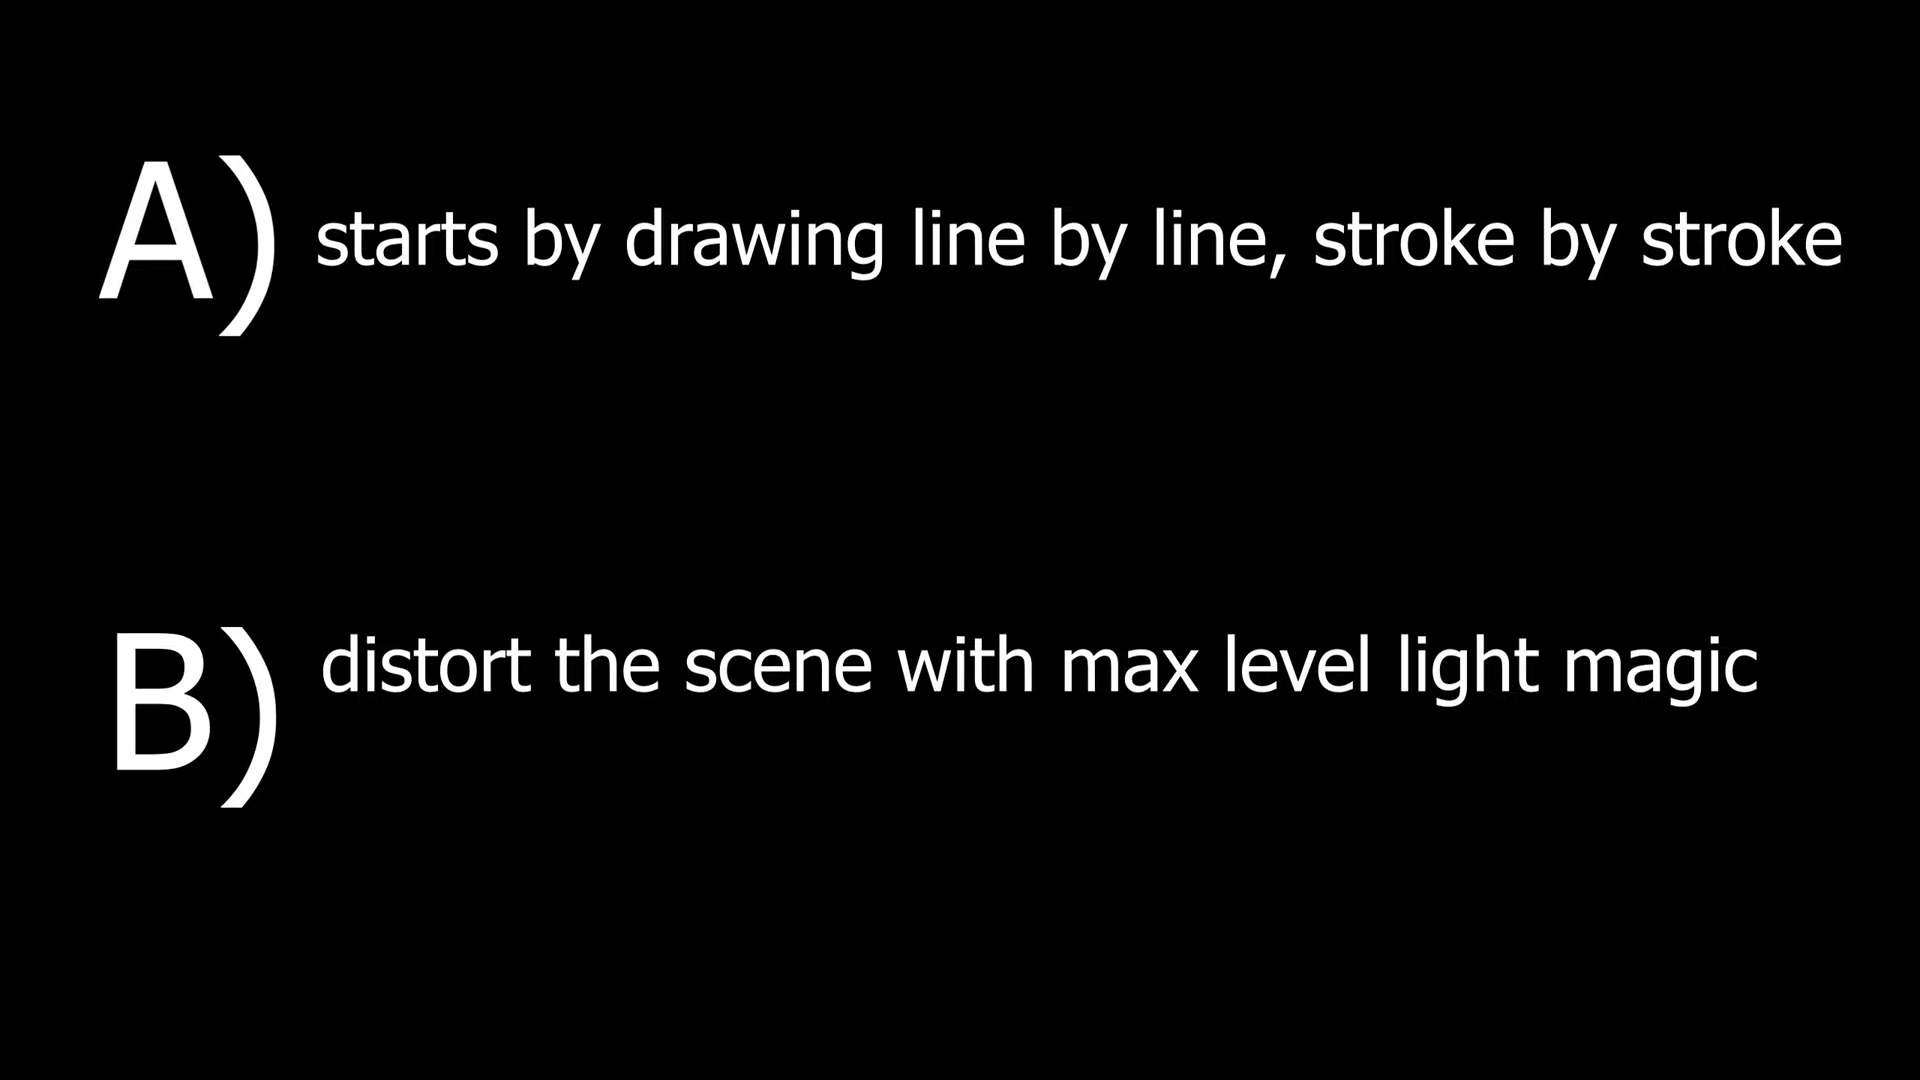 A) starts by drawing line by line, stroke by stroke
B) distort the scene with max level light magic